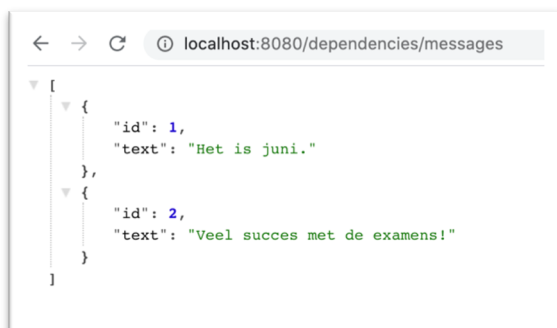 localhost:8080/dependencies/messages
[
{
"id": 1,
"text": "Het is juni."
},
{
"id": 2,
"text": "Veel succes met de examens!"
}
]